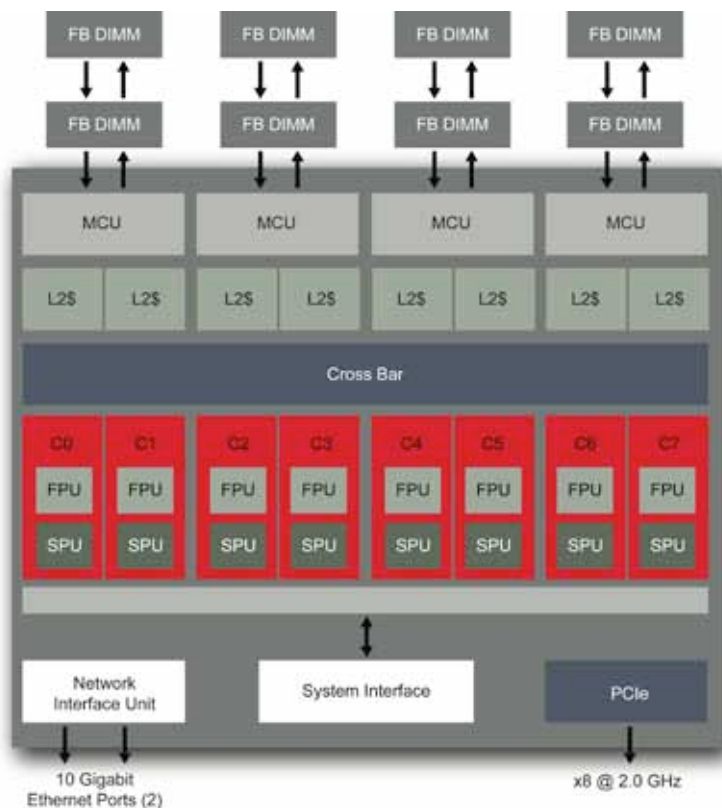 FB DIMM FB DIMM FB DIMM FB DIMM
FB DIMM FB DIMM FB DIMM FB DIMM
MCU MCU MCU MCU
L2$ L2$ L2$ L2$ L2$ L2$ L2$ L2$
Cross Bar
C0 C1 C2 C3 C4 C5 C6 C7
FPU FPU FPU FPU FPU FPU FPU FPU
SPU SPU SPU SPU SPU SPU SPU SPU
Network
Interface Unit
System Interface
PCIe
10 Gigabit
Ethernet Ports (2)
x8 @ 2.0 GHz